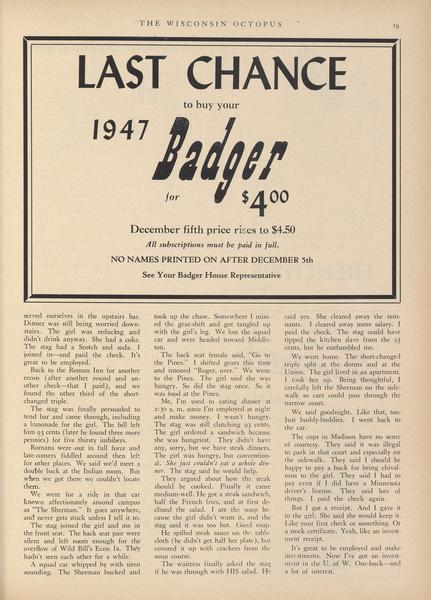 THE WISCONSIN OCTOPUS
19
LAST CHANCE
to buy your
1947 Badger
for $4.00
December fifth price rises to $4.50
All subscriptions must be paid in full.
NO NAMES PRINTED ON AFTER DECEMBER 5th
See Your Badger House Representative
served ourselves in the upstairs bar.
Dinner was still being worried down-
stairs. The girl was reducing and
didn't drink anyway. She had a coke.
The stag had a Scotch and soda. I
joined in—and paid the check. It's
great to be employed.
Back to the Roman Inn for another
recon (after another round and an-
other check—that I paid), and we
found the other third of the short-
changed triple.
The stag was finally persuaded to
tend bar and came through, including
a lemonade for the girl. The bill left
him 93 cents (later he found three more
pennies) for five thirsty imbibers.
Romans were out in full force and
late-comers fiddled around then left
for other places. We said we'd meet a
double back at the Indian room. But
when we got there we couldn't locate
them.
We went for a ride in that car
known affectionately around campus
as "The Sherman." It goes anywhere,
and never gets stuck unless I tell it to.
The stag joined the girl and me in
the front seat. The back seat pair were
silent and left room enough for the
overflow of Wild Bill's Econ 1a. They
hadn't seen each other for a while.
A squad car whipped by with siren
sounding. The Sherman bucked and
took up the chase. Somewhere I miss-
ed the gear-shift and got tangled up
with the girl's leg. We lost the squad
car and were headed toward Middle-
ton.
The back seat female said, "Go to
the Pines." I shifted gears this time
and intoned "Roger, over." We went
to the Pines. The girl said she was
hungry. So did the stag once. So it
was food at the Pines.
Me, I'm used to eating dinner at
2:30 a. m. since I'm employed at night
and make money. I wasn't hungry.
The stag was still clutching 93 cents.
The girl ordered a sandwich because
she was hungriest. They didn't have
any, sorry, but we have steak dinners.
The girl was hungry, but convention-
al. She just couldn't eat a whole din-
ner. The stag said he would help.
They argued about how the steak
should be cooked. Finally it came
medium-well. He got a steak sandwich,
half the French fries, and at first de-
clined the salad. I ate the soup be-
cause the girl didn't want it, and the
stag said it was too hot. Good soup.
He spilled steak sauce on the table-
cloth (he didn't get half her plate), but
covered it up with crackers from the
soup course.
The waitress finally asked the stag
if he was through with HIS salad. He
said yes. She cleared away the rem-
nants. I cleared away more salary. I
paid the check. The stag could have
tipped the kitchen slave from the 93
cents, but he outfumbled me.
We went home. The short-changed
triple split at the dorms and at the
Union. The girl lived in an apartment.
I took her up. Being thoughtful, I
carefully left the Sherman on the side-
walk so cars could pass through the
narrow court.
We said goodnight. Like that, too.
Just buddy-buddies. I went back to
the car.
The cops in Madison have no sense
of courtesy. They said it was illegal
to park in that court and especially on
the sidewalk. They said I should be
happy to pay a buck for being chival-
rous to the girl. They said I had to
pay even if I did have a Minnesota
driver's license. They said lots of
things. I paid the check again.
But I got a receipt. And I gave it
to the girl. She said she would keep it.
Like your first check or something. Or
a stock certificate. Yeah, like an invest-
ment receipt.
It's great to be employed and make
investments. Now I've got an invest-
ment in the U. of W. One-buck—and
a lot of interest.